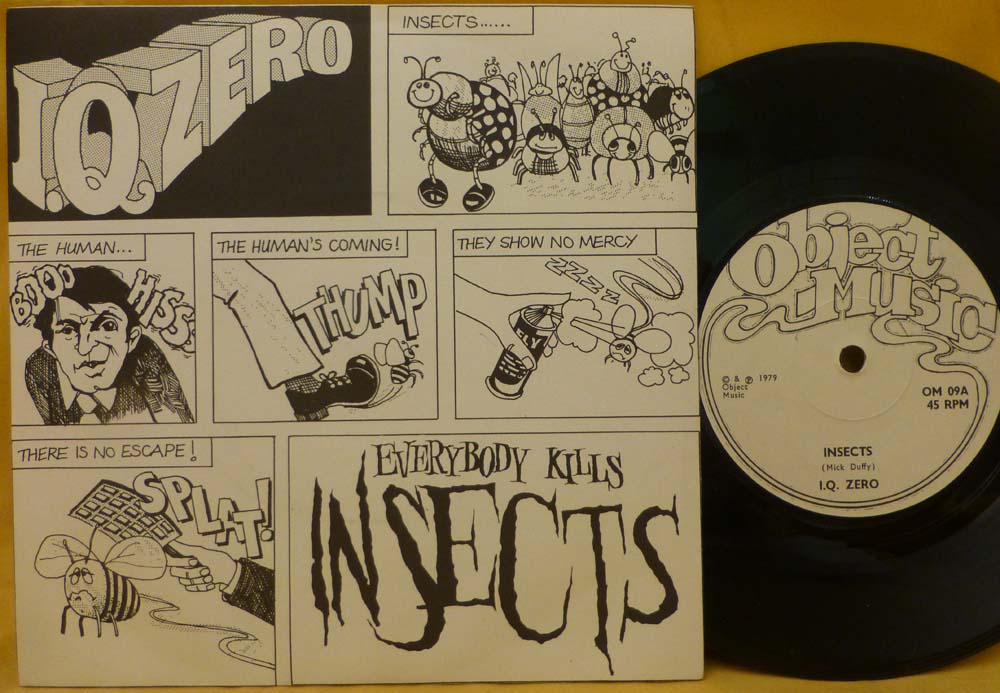 I.Q. ZERO
INSECTS......
THE HUMAN...
BOOO
HISS
THE HUMAN'S COMING!
THUMP
THEY SHOW NO MERCY
ZZZZ z
FLY
THERE IS NO ESCAPE!
SPLAT!
EVERYBODY KILLS
INSECTS
Object
Music
© & ℗ 1979
Object
Music
OM 09A
45 RPM
INSECTS
(Mick Duffy)
I.Q. ZERO